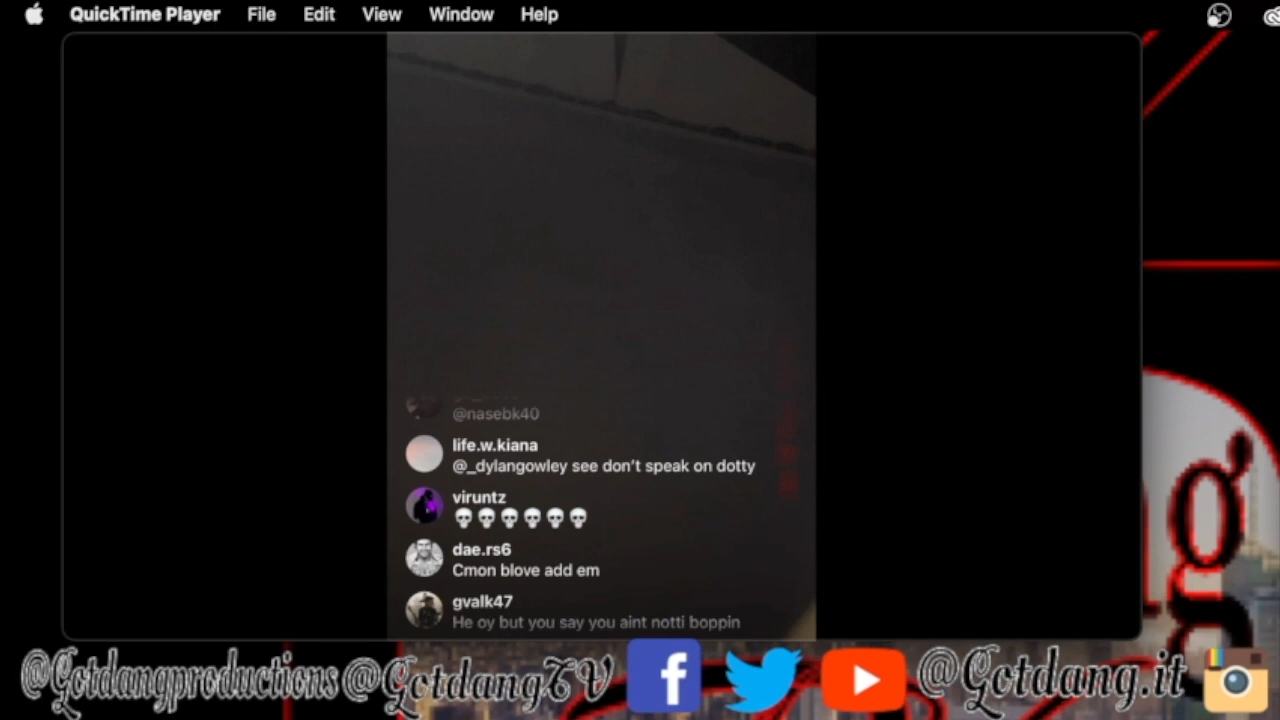 QuickTime Player File Edit View Window Help
@nasebk40
life.w.kiana
@_dylangowley see don't speak on dotty
viruntz
💀💀💀💀💀💀
dae.rs6
Cmon blove add em
gvalk47
He oy but you say you aint notti boppin
@Gotdangproductions @GotdangTV f @Gotdang.it
g